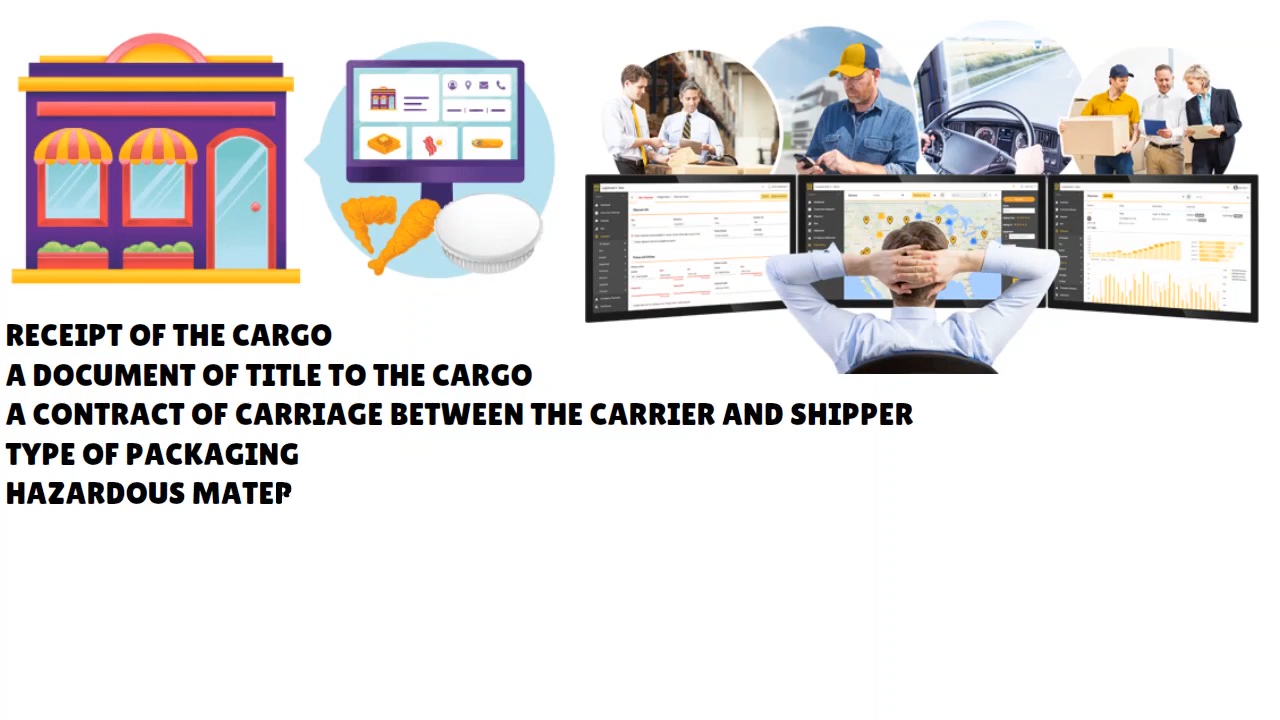 RECEIPT OF THE CARGO
A DOCUMENT OF TITLE TO THE CARGO
A CONTRACT OF CARRIAGE BETWEEN THE CARRIER AND SHIPPER
TYPE OF PACKAGING
HAZARDOUS MATER